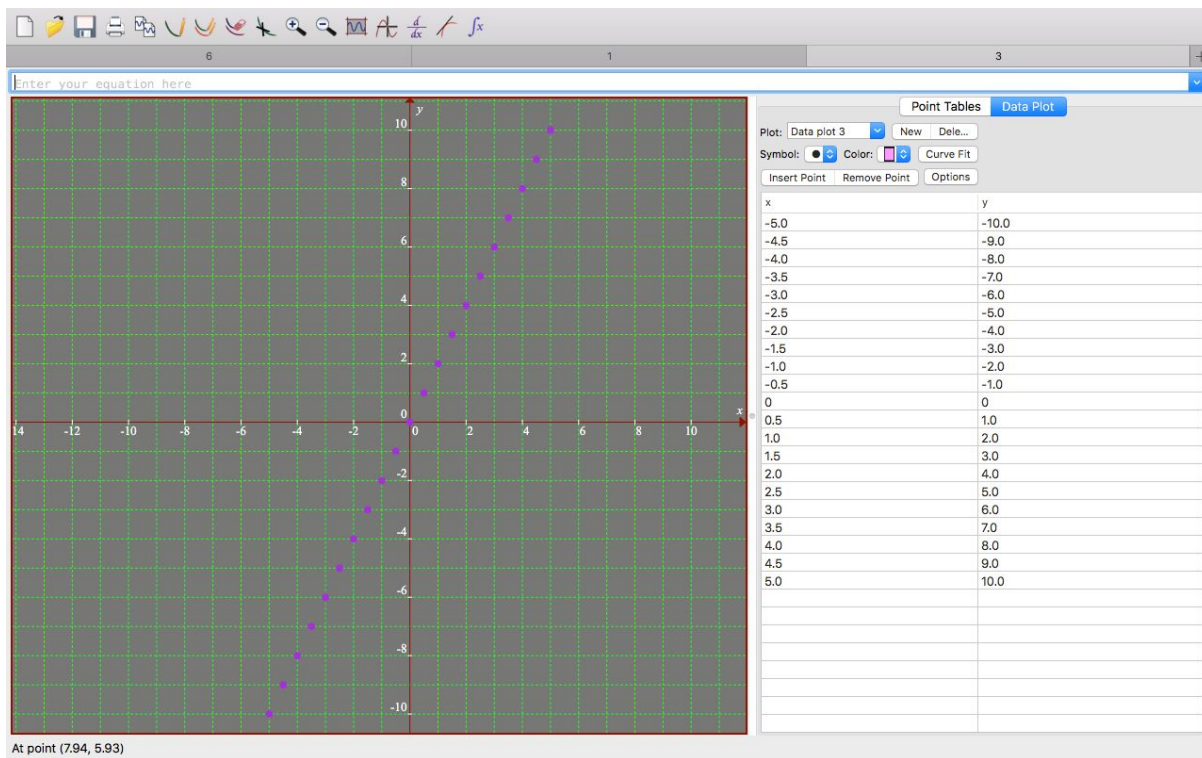 d/dx ∫x
6 1 3 +
Enter your equation here
Point Tables Data Plot
Plot: Data plot 3 New Dele...
Symbol: Color: Curve Fit
Insert Point Remove Point Options
x y
-5.0 -10.0
-4.5 -9.0
-4.0 -8.0
-3.5 -7.0
-3.0 -6.0
-2.5 -5.0
-2.0 -4.0
-1.5 -3.0
-1.0 -2.0
-0.5 -1.0
0 0
0.5 1.0
1.0 2.0
1.5 3.0
2.0 4.0
2.5 5.0
3.0 6.0
3.5 7.0
4.0 8.0
4.5 9.0
5.0 10.0
y
10
8
6
4
2
0
x
14 -12 -10 -8 -6 -4 -2 0 2 4 6 8 10
-2
-4
-6
-8
-10
At point (7.94, 5.93)